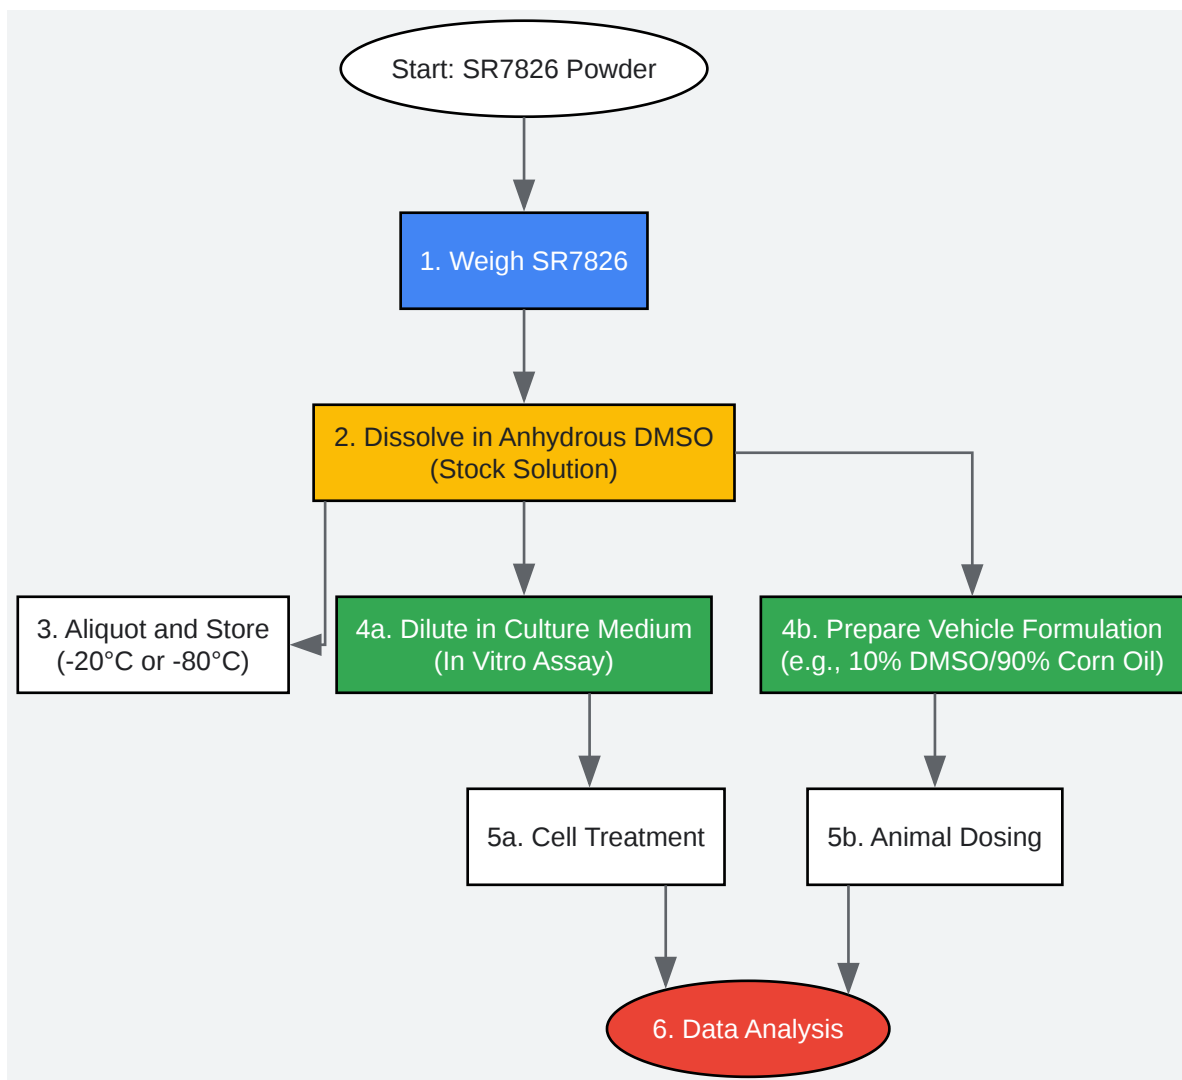 Start: SR7826 Powder
1. Weigh SR7826
2. Dissolve in Anhydrous DMSO
(Stock Solution)
3. Aliquot and Store
(-20°C or -80°C)
4a. Dilute in Culture Medium
(In Vitro Assay)
4b. Prepare Vehicle Formulation
(e.g., 10% DMSO/90% Corn Oil)
5a. Cell Treatment
5b. Animal Dosing
6. Data Analysis